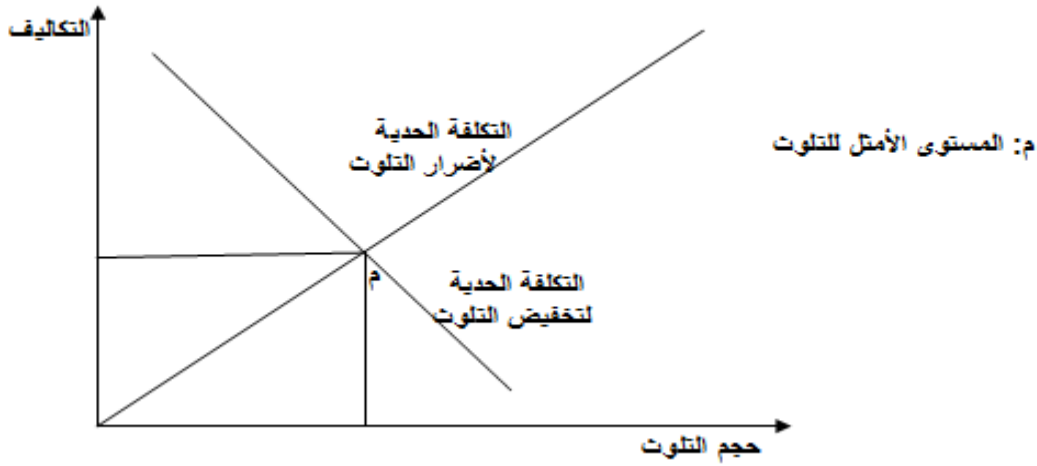 التكاليف
التكلفة الحدية
لأضرار التلوث
م: المستوى الأمثل للتلوث
م
التكلفة الحدية
لتخفيض التلوث
حجم التلوث